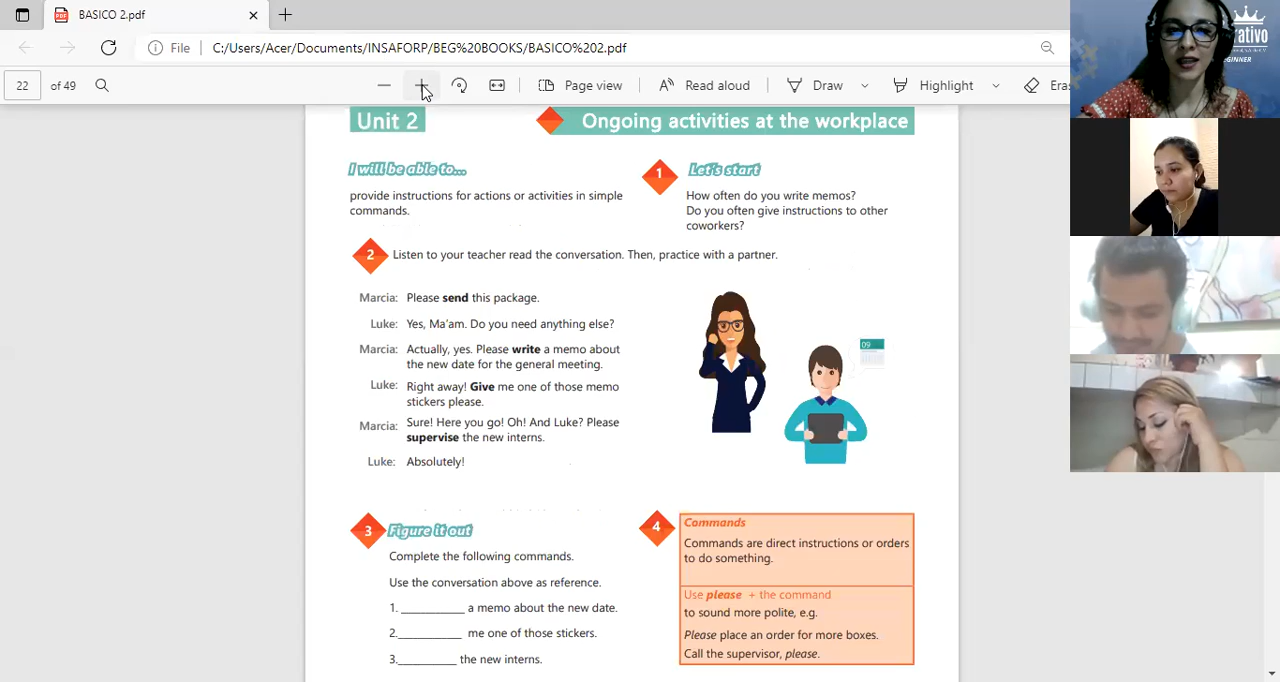 BASICO 2.pdf
File
C:/Users/Acer/Documents/INSAFORP/BEG%20BOOKS/BASICO%202.pdf
22 of 49
Page view
Read aloud
Draw
Highlight
Eras
rativo
GINNER
Unit 2
Ongoing activities at the workplace
I will be able to...
provide instructions for actions or activities in simple
commands.
1
Let's start
How often do you write memos?
Do you often give instructions to other
coworkers?
2
Listen to your teacher read the conversation. Then, practice with a partner.
Marcia: Please send this package.
Luke: Yes, Ma'am. Do you need anything else?
Marcia: Actually, yes. Please write a memo about
the new date for the general meeting.
Luke: Right away! Give me one of those memo
stickers please.
Marcia: Sure! Here you go! Oh! And Luke? Please
supervise the new interns.
Luke: Absolutely!
09
3
Figure it out
Complete the following commands.
Use the conversation above as reference.
1. ___________ a memo about the new date.
2.___________ me one of those stickers.
3.__________ the new interns.
4
Commands
Commands are direct instructions or orders
to do something.
Use please + the command
to sound more polite, e.g.
Please place an order for more boxes.
Call the supervisor, please.